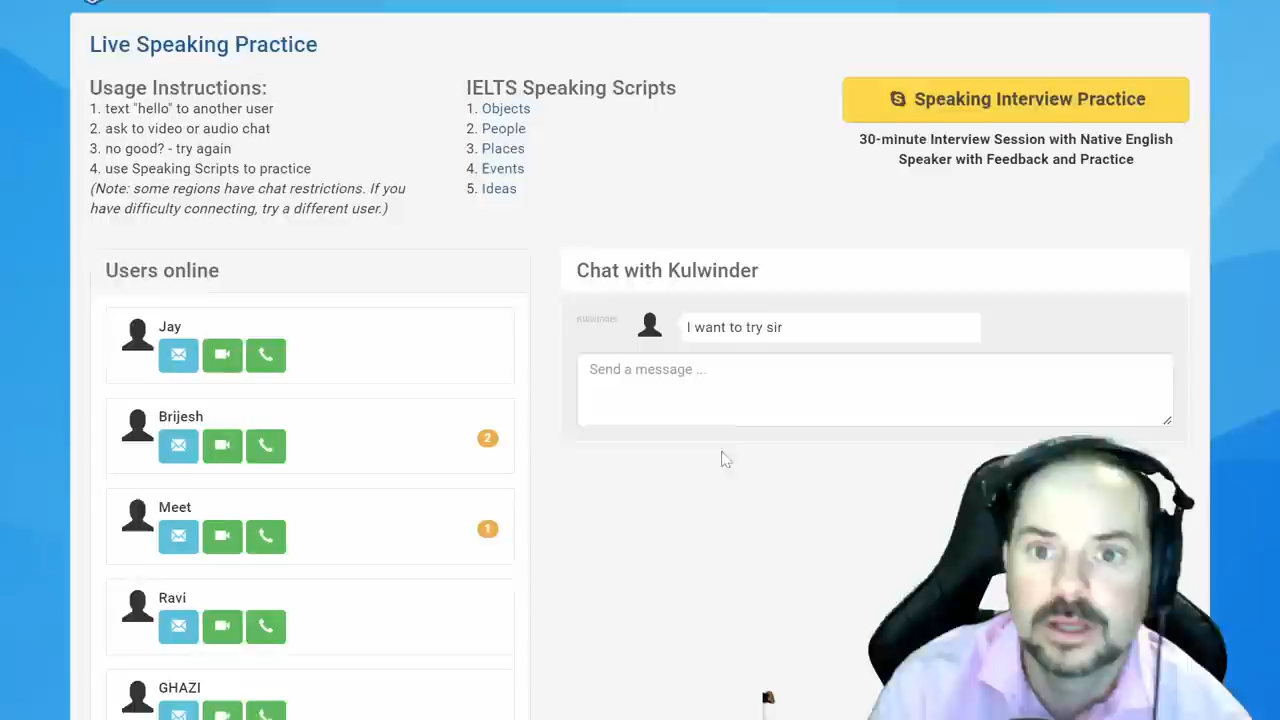 Live Speaking Practice
Usage Instructions:
1. text "hello" to another user
2. ask to video or audio chat
3. no good? - try again
4. use Speaking Scripts to practice
(Note: some regions have chat restrictions. If you
have difficulty connecting, try a different user.)
IELTS Speaking Scripts
1. Objects
2. People
3. Places
4. Events
5. Ideas
Speaking Interview Practice
30-minute Interview Session with Native English
Speaker with Feedback and Practice
Users online
Jay
Brijesh
2
Meet
1
Ravi
GHAZI
Chat with Kulwinder
KULWINDER
I want to try sir
Send a message ...